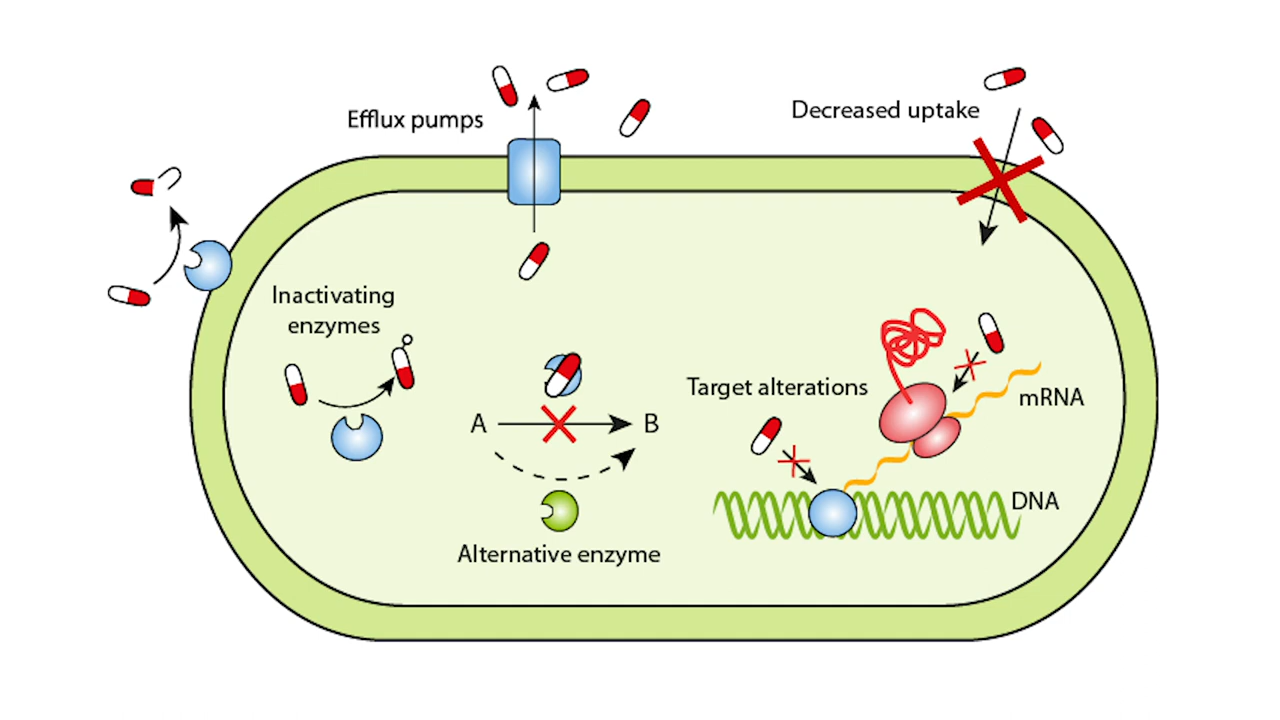 Efflux pumps
Decreased uptake
Inactivating
enzymes
Target alterations
mRNA
A
B
DNA
Alternative enzyme